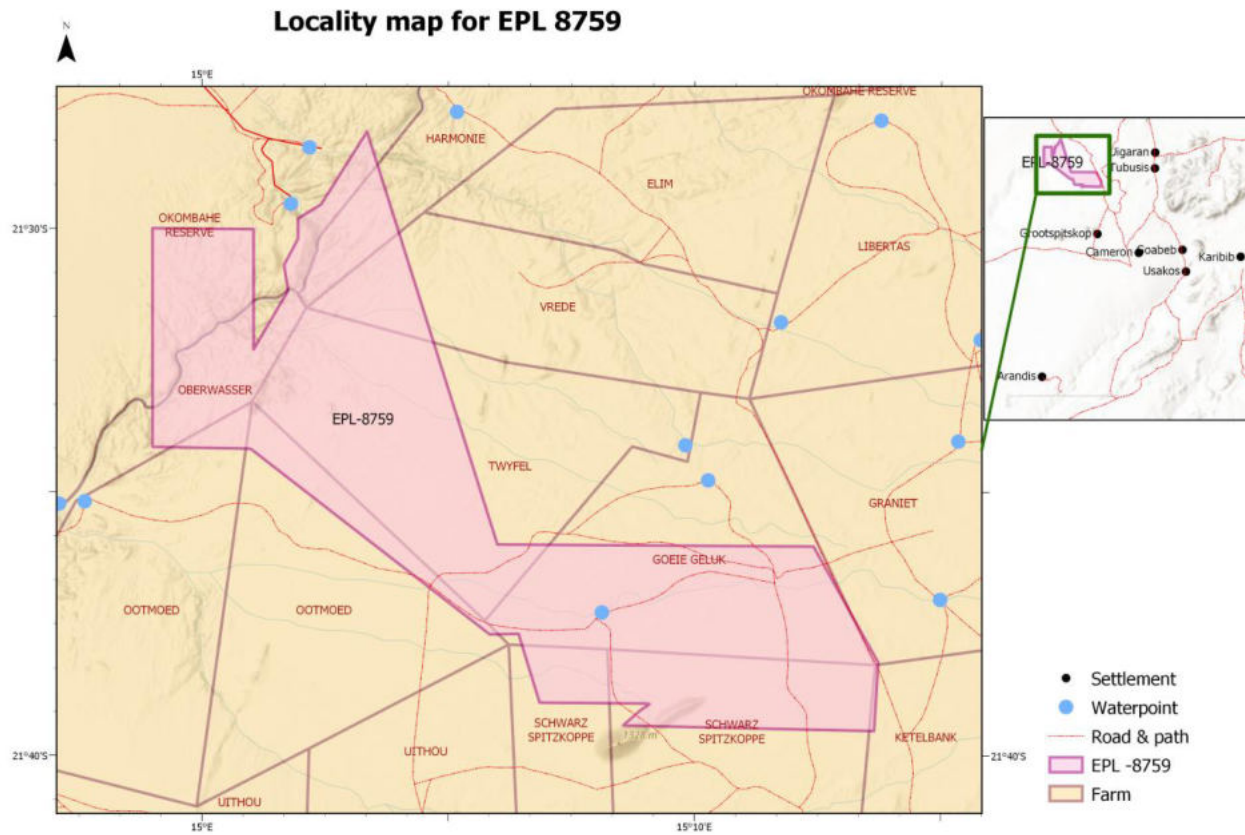 Locality map for EPL 8759
N
15°E
OKOMBAHE RESERVE
HARMONIE
ELIM
OKOMBAHE
RESERVE
21°30'S
LIBERTAS
VREDE
OBERWASSER
EPL-8759
TWYFEL
GRANIET
GOEIE GELUK
OOTMOED
OOTMOED
SCHWARZ
SPITZKOPPE
SCHWARZ
SPITZKOPPE
UITHOU
KETELBANK
21°40'S
21°40'S
UITHOU
15°E
15°10'E
EPL-8759
Jigaran
Tubusis
Grootspitskop
Cameron
Goabeb
Karibib
Usakos
Arandis
Settlement
Waterpoint
Road & path
EPL -8759
Farm